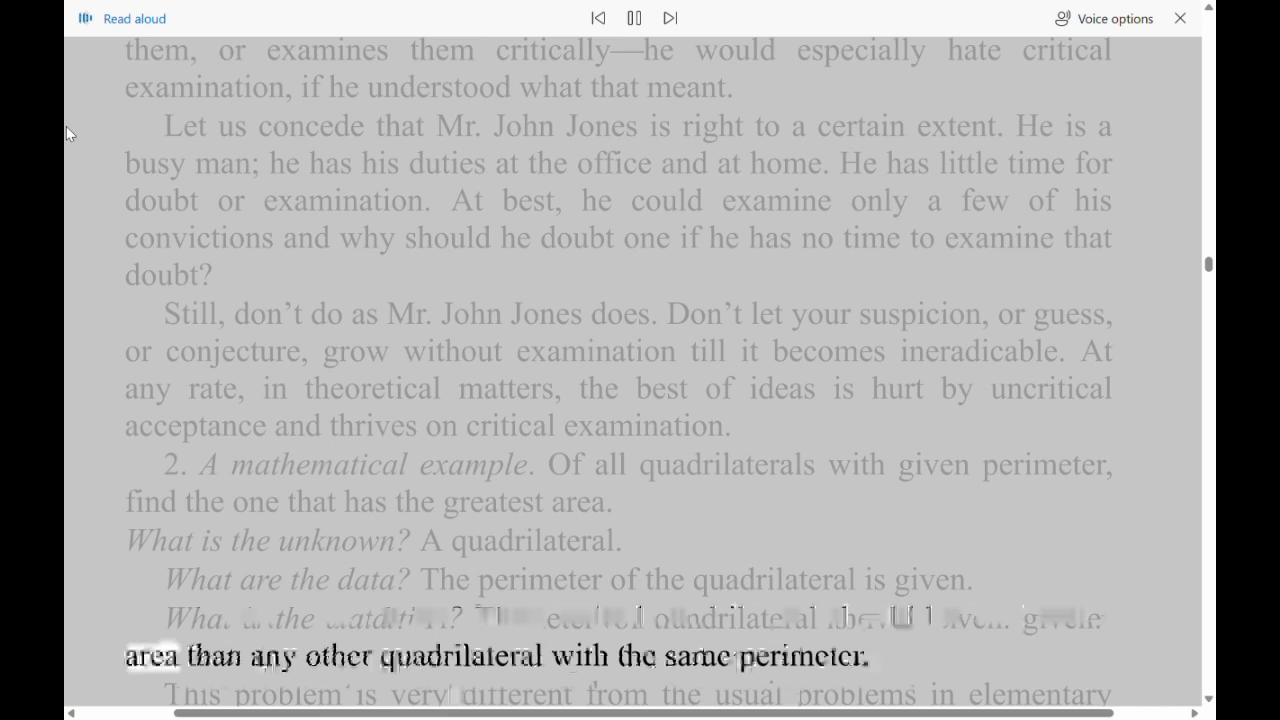 Read aloud
Voice options
them, or examines them critically—he would especially hate critical
examination, if he understood what that meant.
Let us concede that Mr. John Jones is right to a certain extent. He is a
busy man; he has his duties at the office and at home. He has little time for
doubt or examination. At best, he could examine only a few of his
convictions and why should he doubt one if he has no time to examine that
doubt?
Still, don’t do as Mr. John Jones does. Don’t let your suspicion, or guess,
or conjecture, grow without examination till it becomes ineradicable. At
any rate, in theoretical matters, the best of ideas is hurt by uncritical
acceptance and thrives on critical examination.
2. A mathematical example. Of all quadrilaterals with given perimeter,
find the one that has the greatest area.
What is the unknown? A quadrilateral.
What are the data? The perimeter of the quadrilateral is given.
the quadrilateral
area than any other quadrilateral with the same perimeter.
This problem is very different from the usual problems in elementary